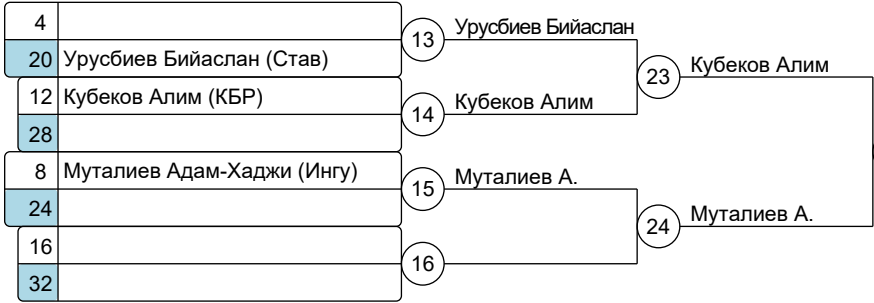 4
20 Урусбиев Бийаслан (Став)
13 Урусбиев Бийаслан
12 Кубеков Алим (КБР)
28
14 Кубеков Алим
23 Кубеков Алим
8 Муталиев Адам-Хаджи (Ингу)
24
15 Муталиев А.
16
32
16
24 Муталиев А.